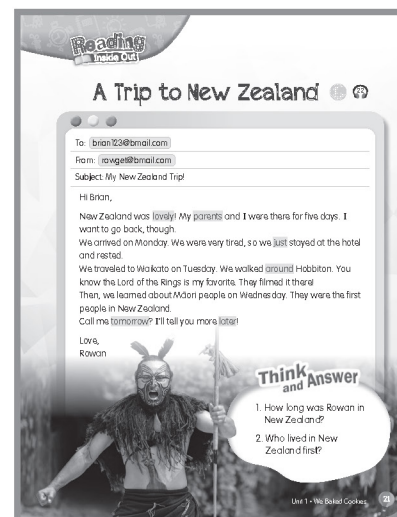 Reading
Inside Out
A Trip to New Zealand
22
To: brian123@bmail.com
From: rowget@bmail.com
Subject: My New Zealand Trip!
Hi Brian,
New Zealand was lovely! My parents and I were there for five days. I
want to go back, though.
We arrived on Monday. We were very tired, so we just stayed at the hotel
and rested.
We traveled to Waikato on Tuesday. We walked around Hobbiton. You
know the Lord of the Rings is my favorite. They filmed it there!
Then, we learned about Māori people on Wednesday. They were the first
people in New Zealand.
Call me tomorrow? I'll tell you more later!
Love,
Rowan
Think
and Answer
1. How long was Rowan in
New Zealand?
2. Who lived in New
Zealand first?
Unit 1 • We Baked Cookies 21